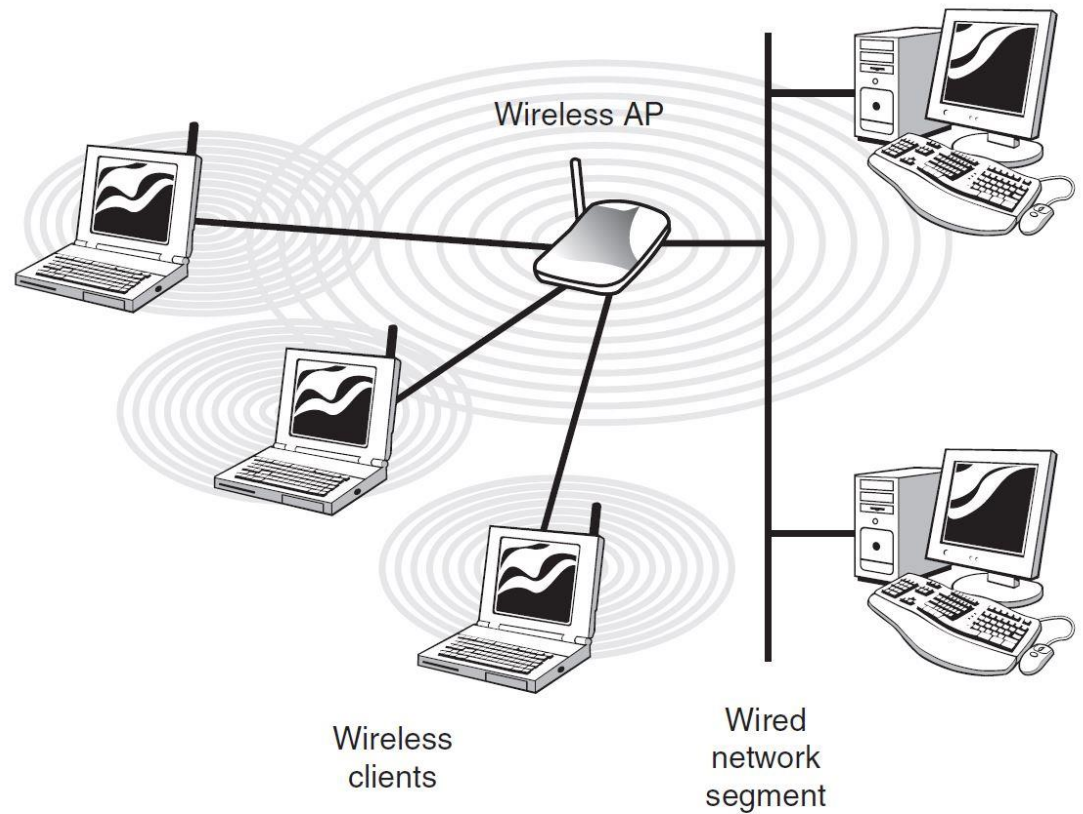 Wireless AP
Wireless
clients
Wired
network
segment